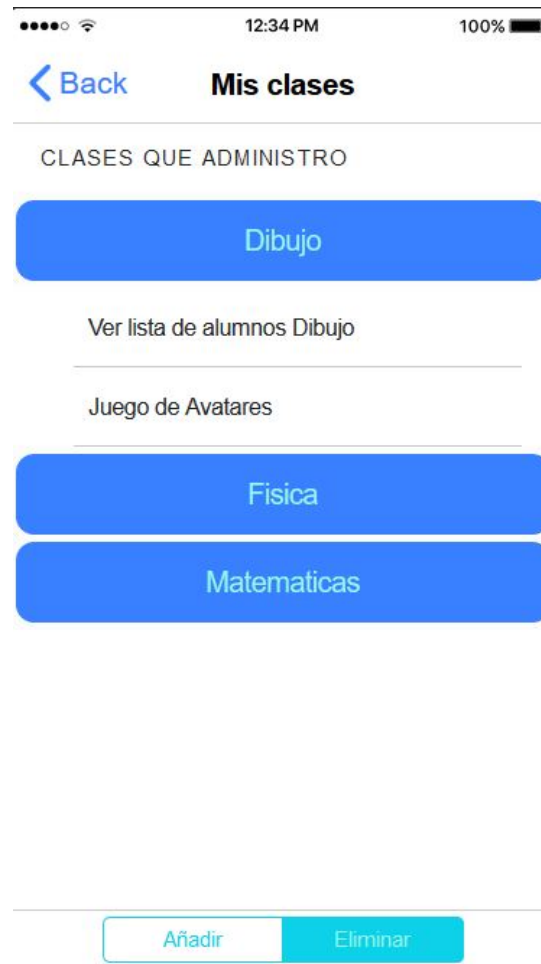 12:34 PM 100%
Back Mis clases
CLASES QUE ADMINISTRO
Dibujo
Ver lista de alumnos Dibujo
Juego de Avatares
Fisica
Matematicas
Añadir Eliminar